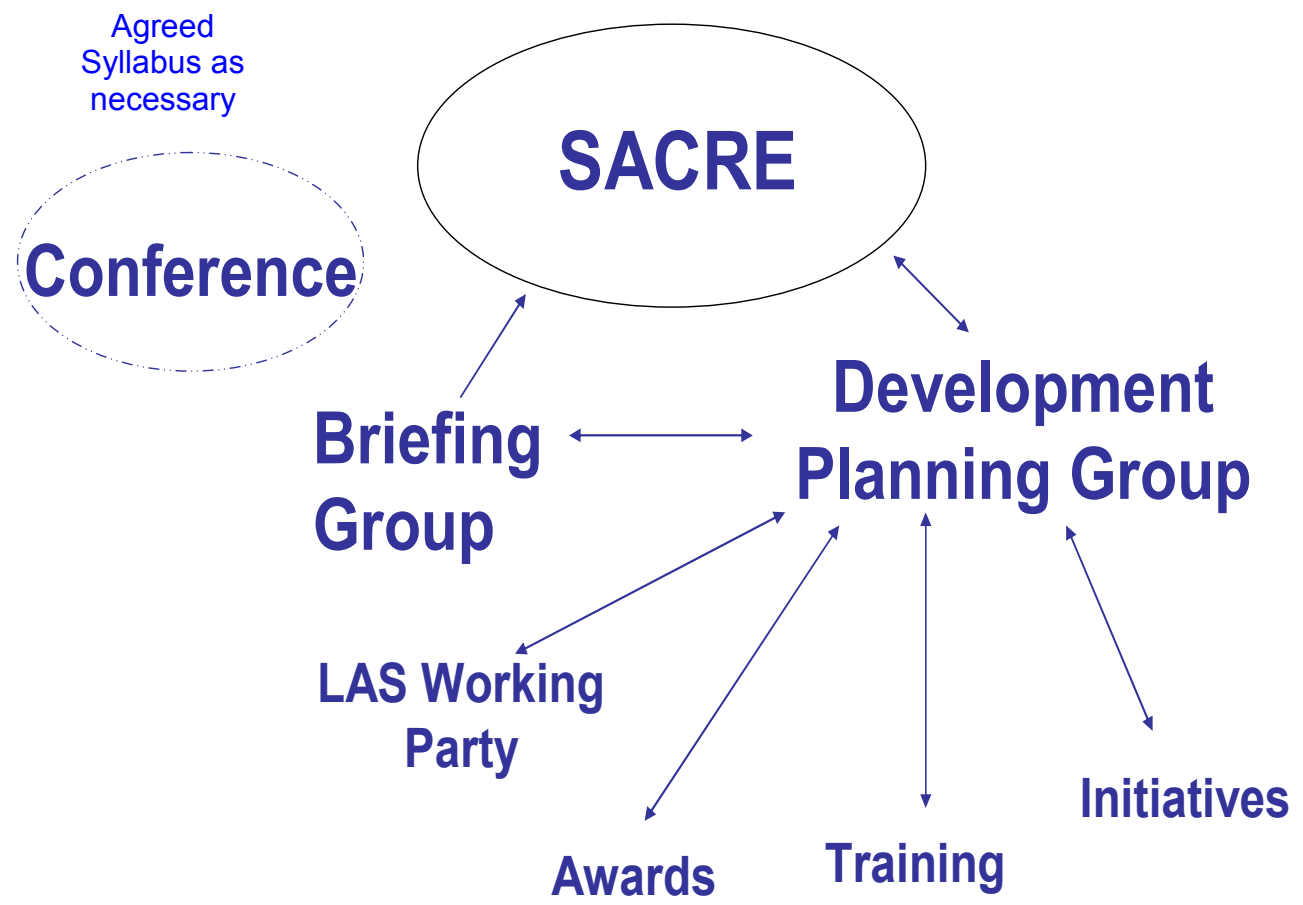 Agreed
Syllabus as
necessary
SACRE
Conference
Development
Planning Group
Briefing
Group
LAS Working
Party
Initiatives
Training
Awards